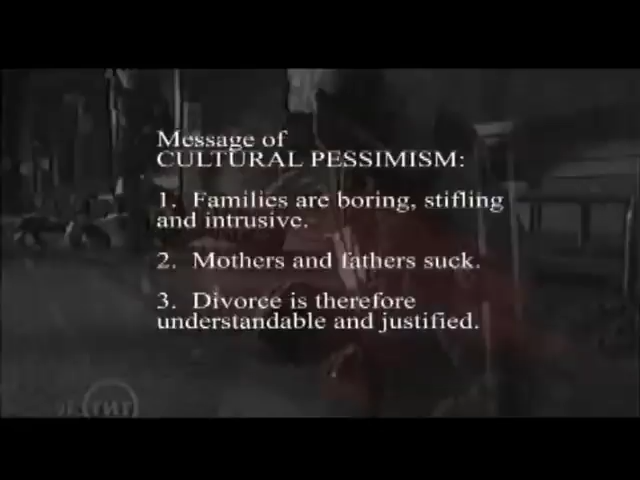 Message of
CULTURAL PESSIMISM:
1. Families are boring, stifling
and intrusive.
2. Mothers and fathers suck.
3. Divorce is therefore
understandable and justified.
ТНТ